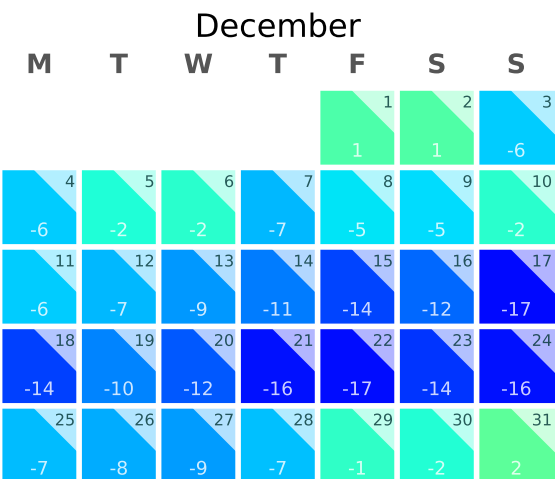 December
M T W T F S S
1 2 3
1 1 -6
4 5 6 7 8 9 10
-6 -2 -2 -7 -5 -5 -2
11 12 13 14 15 16 17
-6 -7 -9 -11 -14 -12 -17
18 19 20 21 22 23 24
-14 -10 -12 -16 -17 -14 -16
25 26 27 28 29 30 31
-7 -8 -9 -7 -1 -2 2